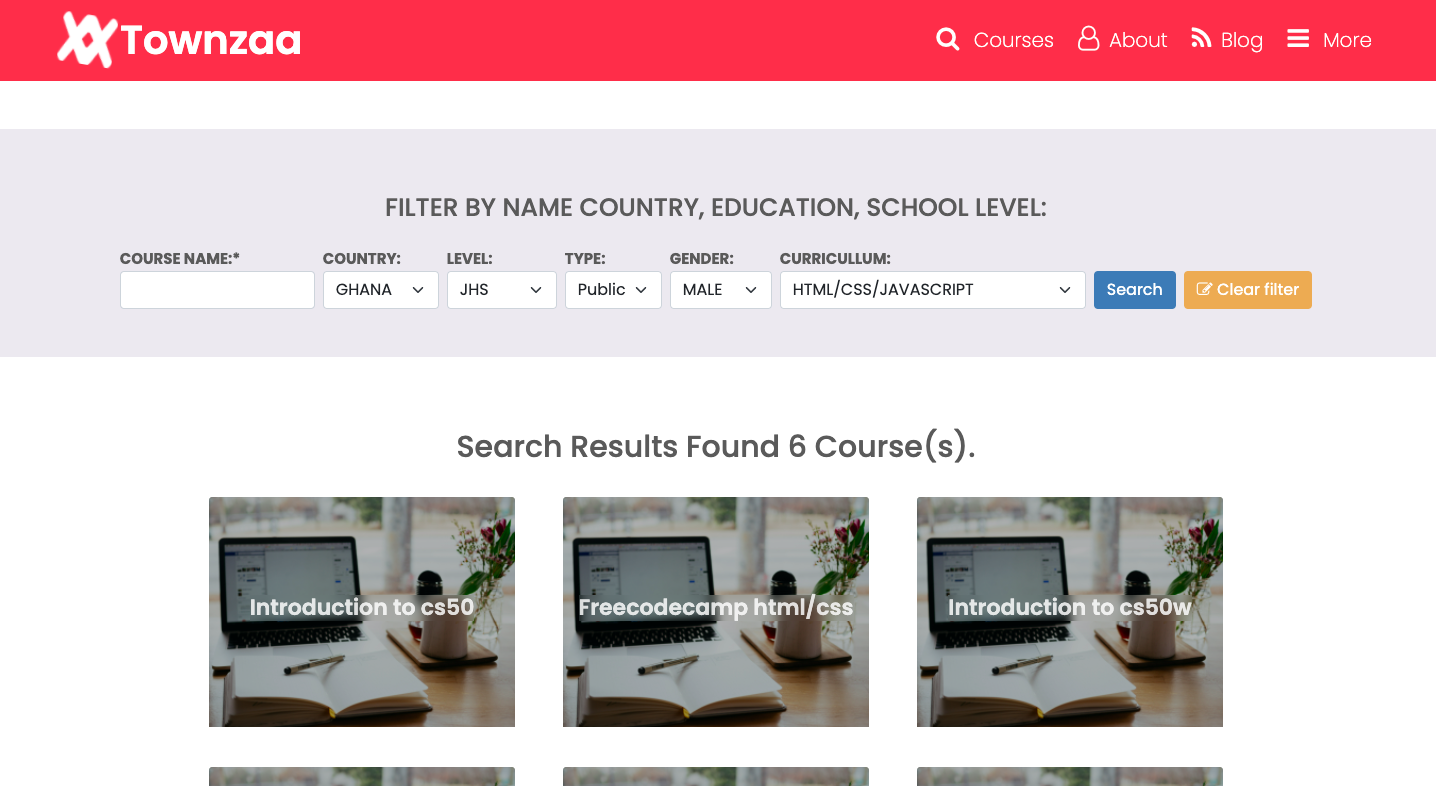 Townzaa
Courses About Blog More
FILTER BY NAME COUNTRY, EDUCATION, SCHOOL LEVEL:
COURSE NAME:* COUNTRY: LEVEL: TYPE: GENDER: CURRICULLUM:
GHANA JHS Public MALE HTML/CSS/JAVASCRIPT Search Clear filter
Search Results Found 6 Course(s).
Introduction to cs50 Freecodecamp html/css Introduction to cs50w